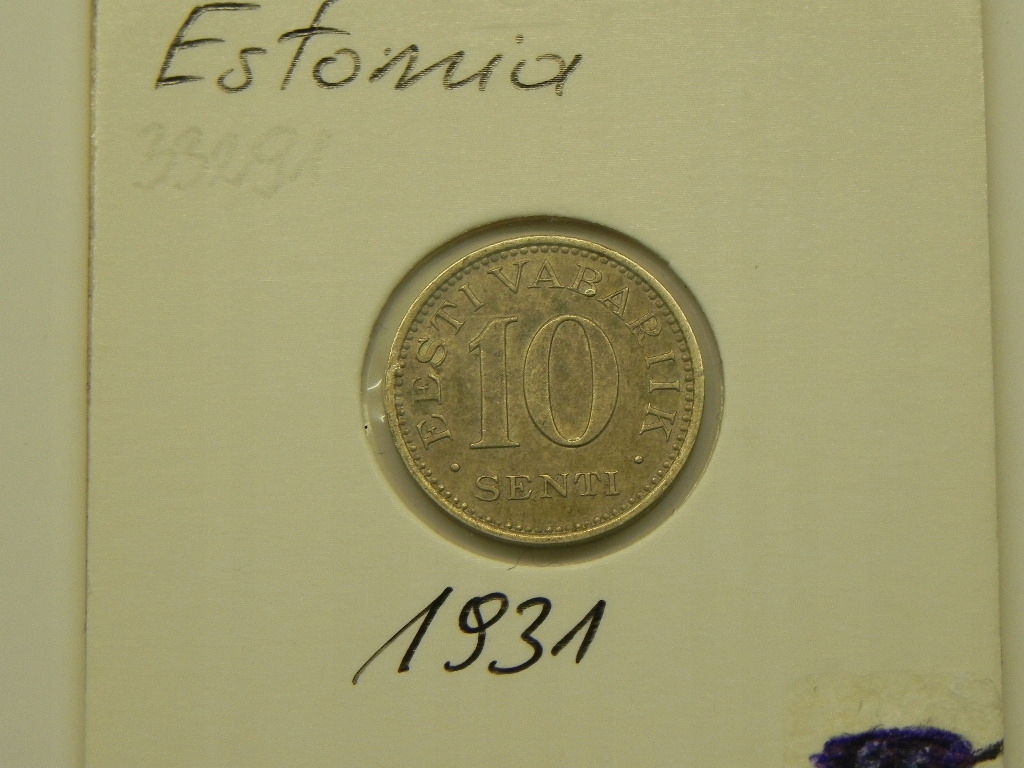 Estonia
EESTI VABARIIK
10
SENTI
1931